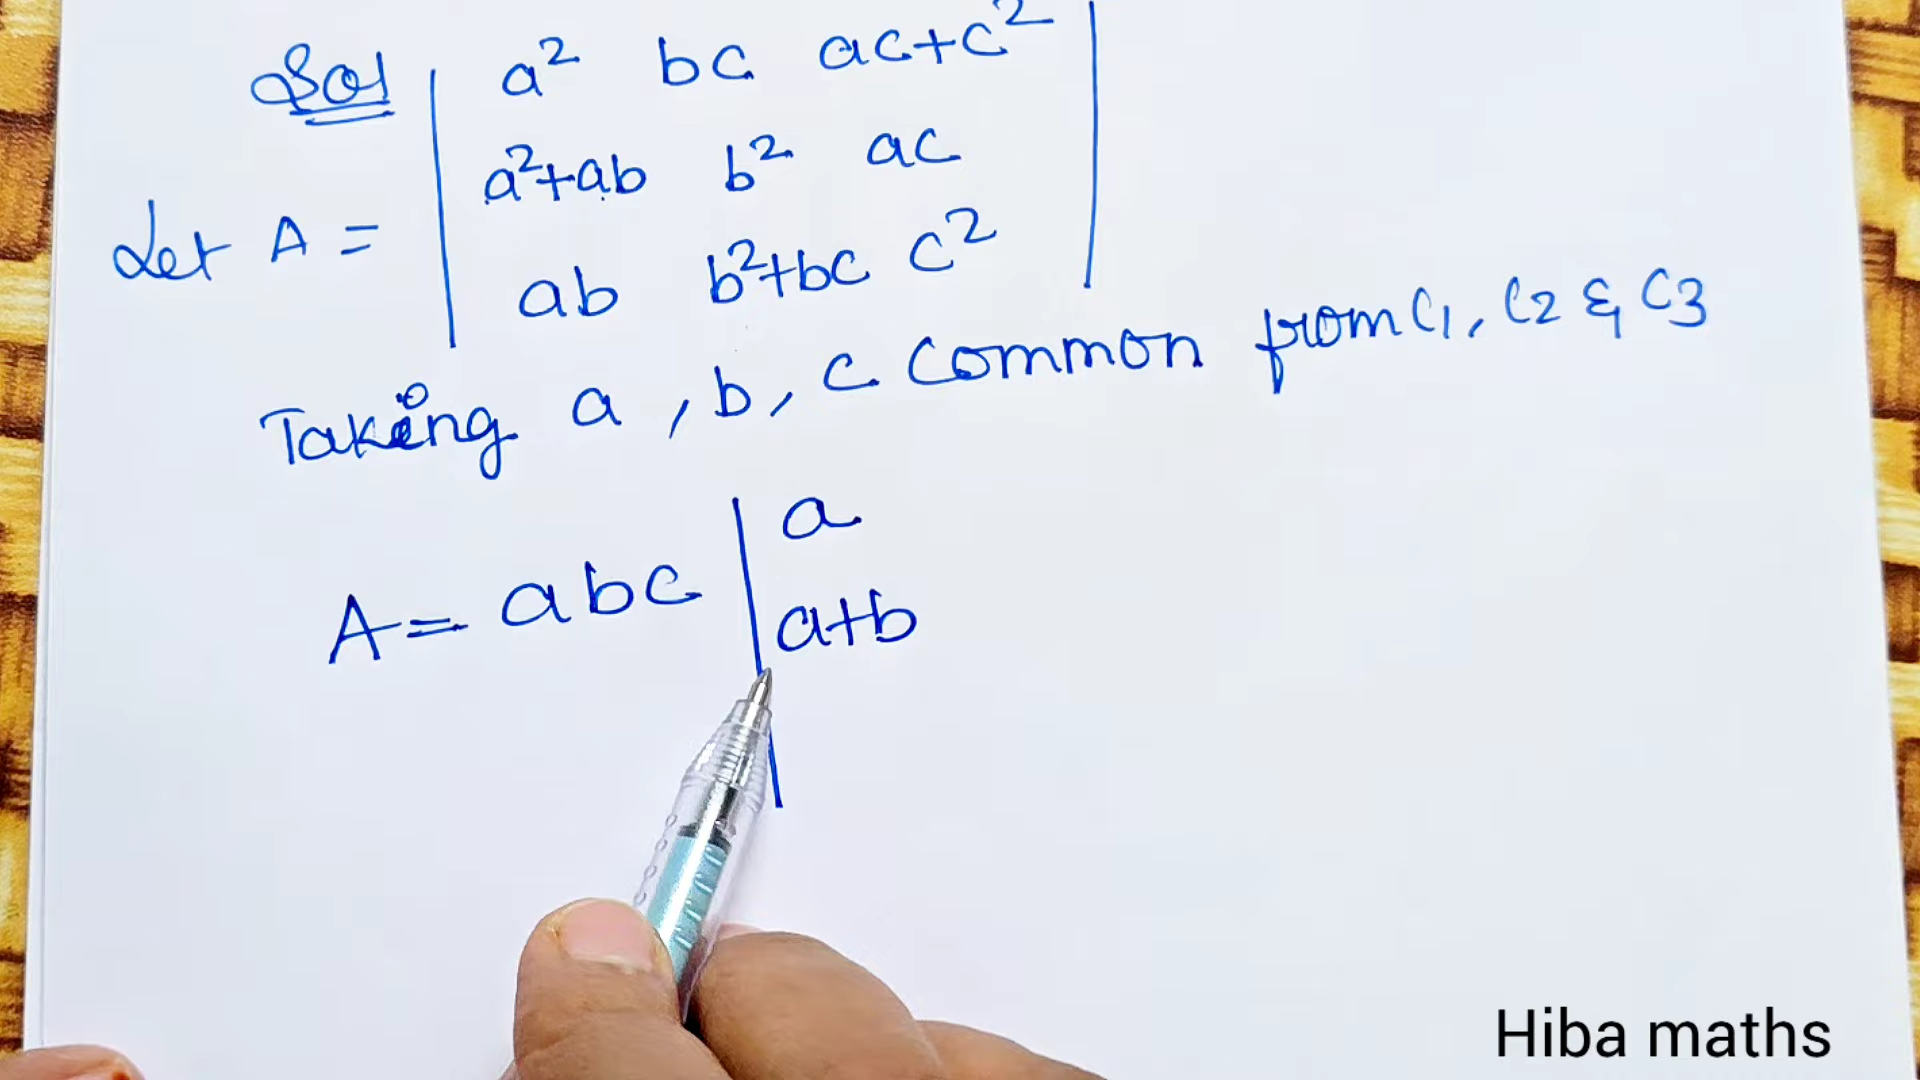 Sol | a² bc ac+c² |
a²+ab b² ac
Let A =
ab b²+bc c²
Taking a, b, c common from C1, C2 & C3
A = abc | a
a+b
Hiba maths